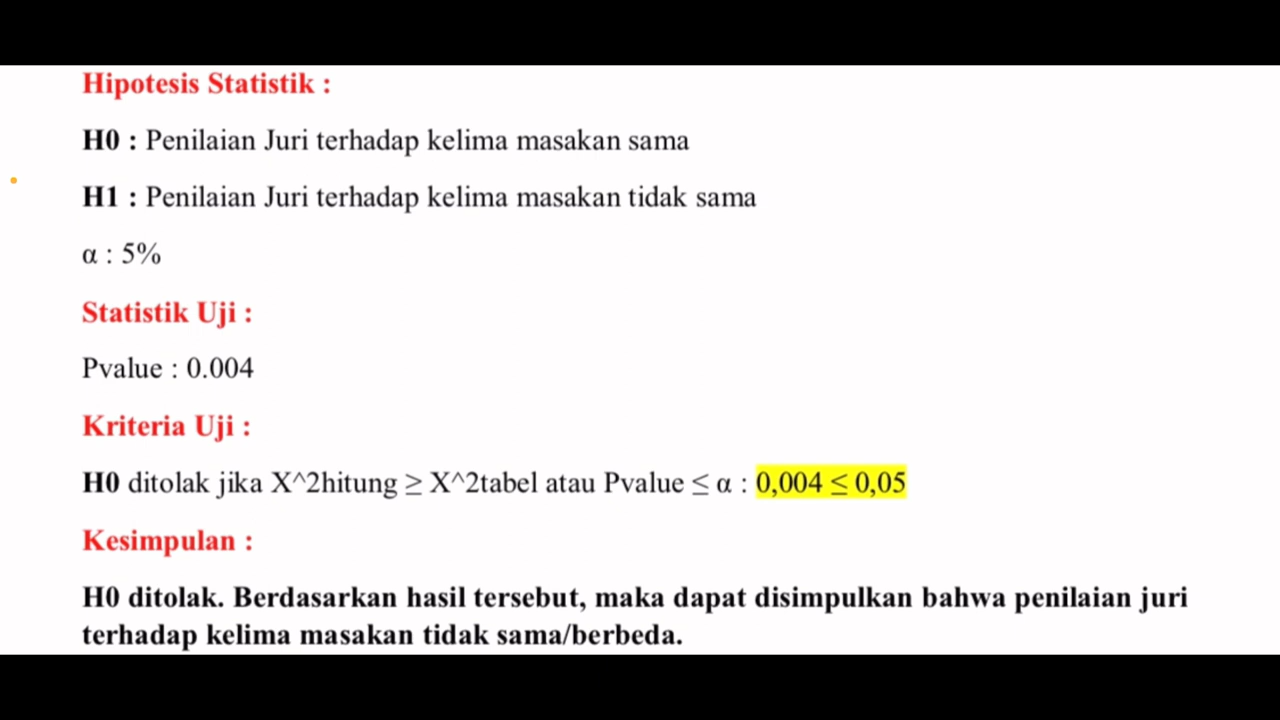 Hipotesis Statistik :
H0 : Penilaian Juri terhadap kelima masakan sama
H1 : Penilaian Juri terhadap kelima masakan tidak sama
α : 5%
Statistik Uji :
Pvalue : 0.004
Kriteria Uji :
H0 ditolak jika X^2hitung ≥ X^2tabel atau Pvalue ≤ α : 0,004 ≤ 0,05
Kesimpulan :
H0 ditolak. Berdasarkan hasil tersebut, maka dapat disimpulkan bahwa penilaian juri
terhadap kelima masakan tidak sama/berbeda.